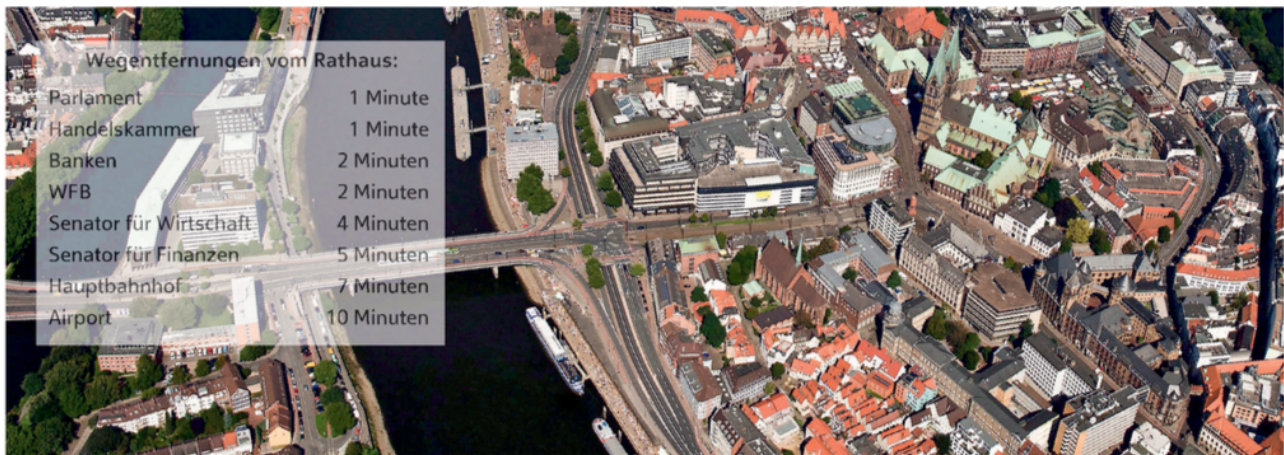 Wegentfernungen vom Rathaus:
Parlament 1 Minute
Handelskammer 1 Minute
Banken 2 Minuten
WFB 2 Minuten
Senator für Wirtschaft 4 Minuten
Senator für Finanzen 5 Minuten
Hauptbahnhof 7 Minuten
Airport 10 Minuten